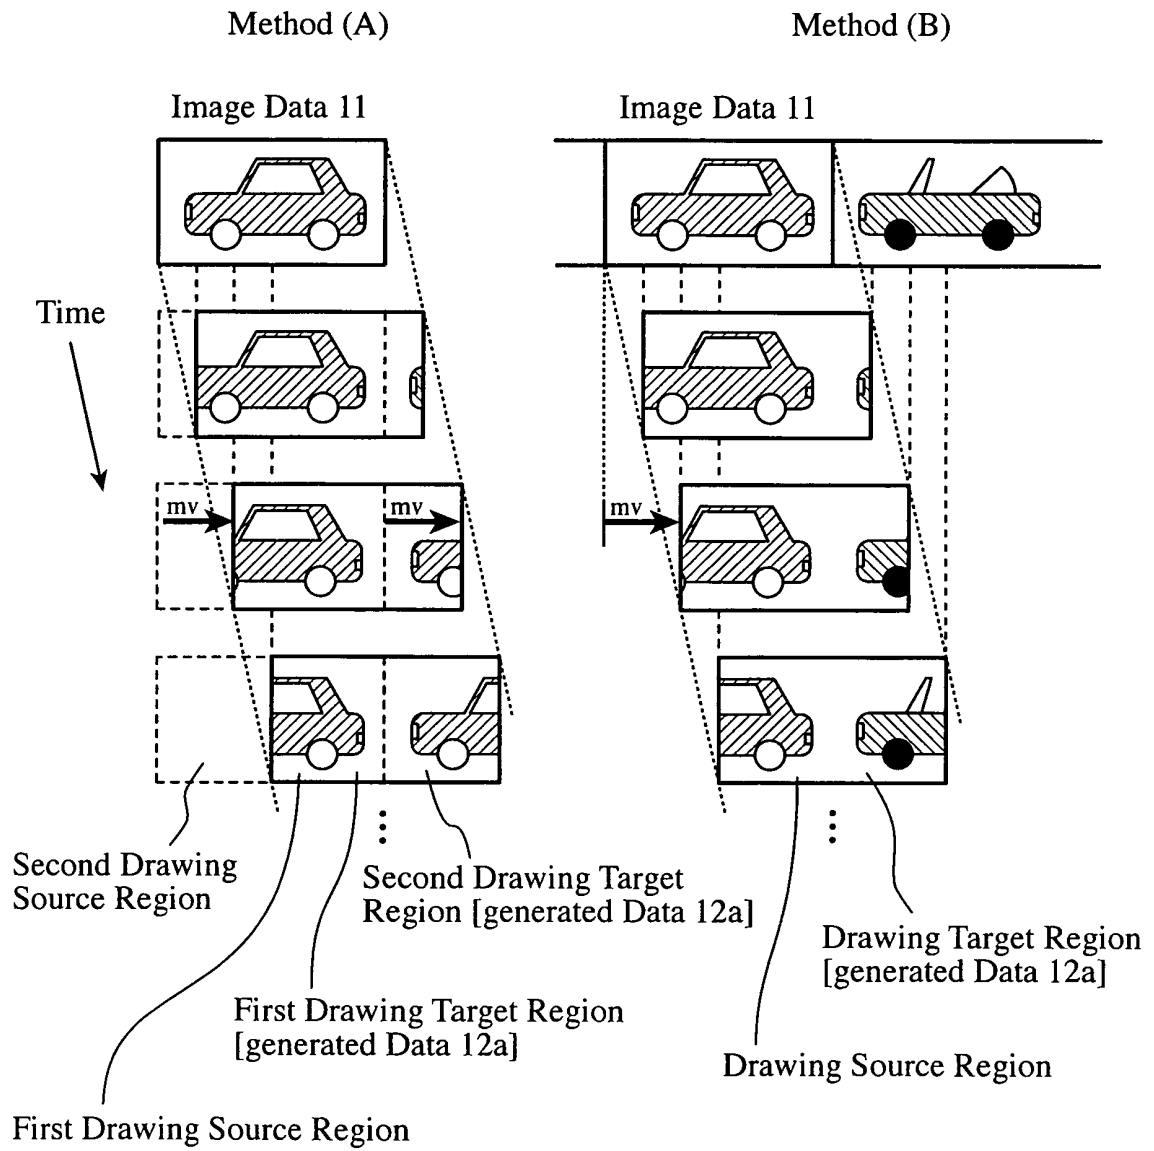 Method (A)
Method (B)
Image Data 11
Image Data 11
Time
mv
mv
mv
Second Drawing
Source Region
Second Drawing Target
Region [generated Data 12a]
Drawing Target Region
[generated Data 12a]
First Drawing Target Region
[generated Data 12a]
Drawing Source Region
First Drawing Source Region